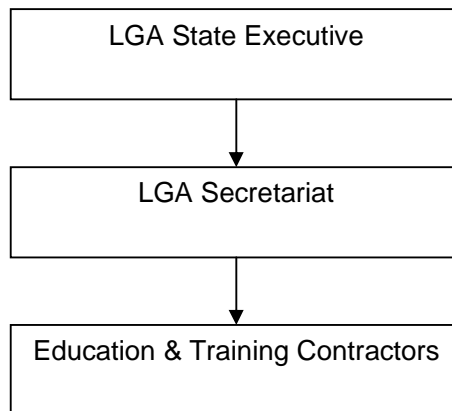 LGA State Executive
LGA Secretariat
Education & Training Contractors